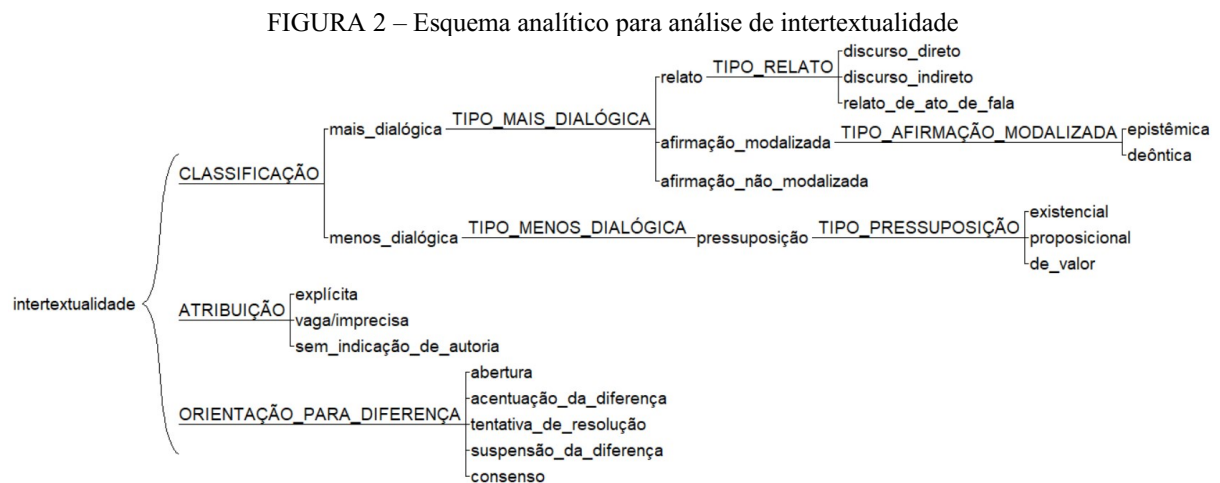 FIGURA 2 – Esquema analítico para análise de intertextualidade
discurso_direto
relato TIPO_RELATO discurso_indireto
relato_de_ato_de_fala
mais_dialógica TIPO_MAIS_DIALÓGICA
afirmação_modalizada TIPO_AFIRMAÇÃO_MODALIZADA epistêmica
deôntica
CLASSIFICAÇÃO
afirmação_não_modalizada
existencial
menos_dialógica TIPO_MENOS_DIALÓGICA pressuposição TIPO_PRESSUPOSIÇÃO proposicional
de_valor
intertextualidade
explícita
ATRIBUIÇÃO vaga/imprecisa
sem_indicação_de_autoria
abertura
acentuação_da_diferença
ORIENTAÇÃO_PARA_DIFERENÇA tentativa_de_resolução
suspensão_da_diferença
consenso